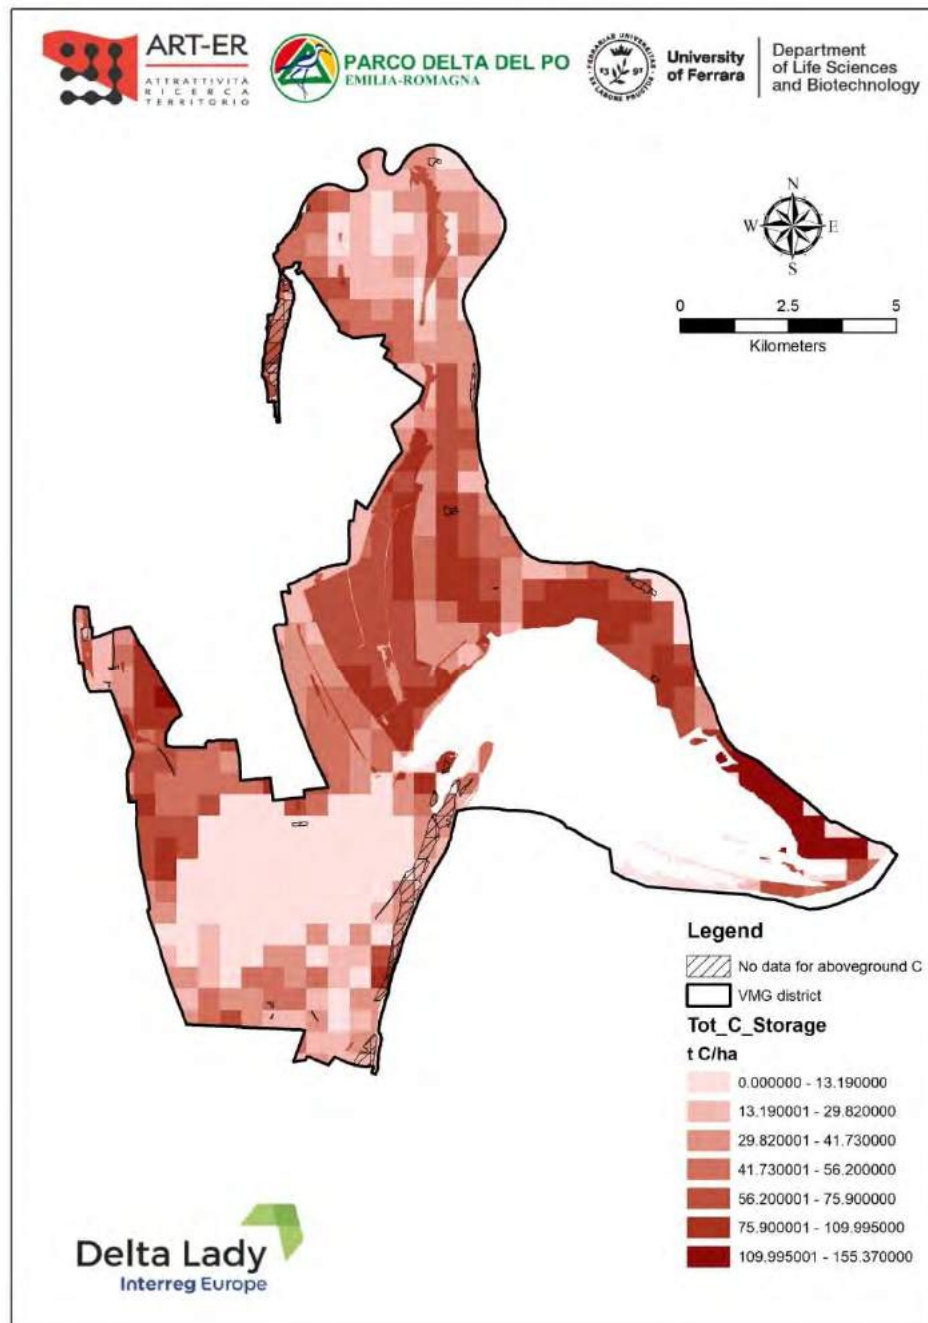 ART-ER
ATTRATTIVITÀ
RICERCA
TERRITORIO
PARCO DELTA DEL PO
EMILIA-ROMAGNA
University
of Ferrara
Department
of Life Sciences
and Biotechnology
N
W E
S
0 2.5 5
Kilometers
Legend
No data for aboveground C
VMG district
Tot_C_Storage
t C/ha
0.000000 - 13.190000
13.190001 - 29.820000
29.820001 - 41.730000
41.730001 - 56.200000
56.200001 - 75.900000
75.900001 - 109.995000
109.995001 - 155.370000
Delta Lady
Interreg Europe